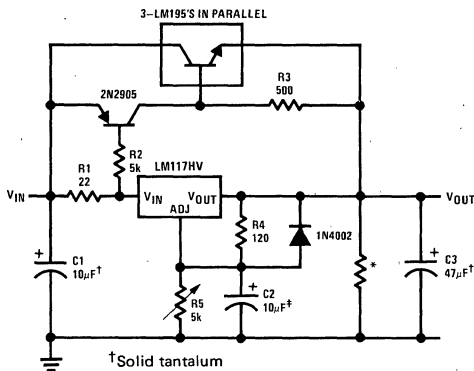 3–LM195'S IN PARALLEL
2N2905
R3
500
R2
5k
LM117HV
R1
22
VIN
VIN
VOUT
ADJ
VOUT
R4
120
1N4002
*
C1
10µF†
C2
10µF‡
C3
47µF†
R5
5k
†Solid tantalum